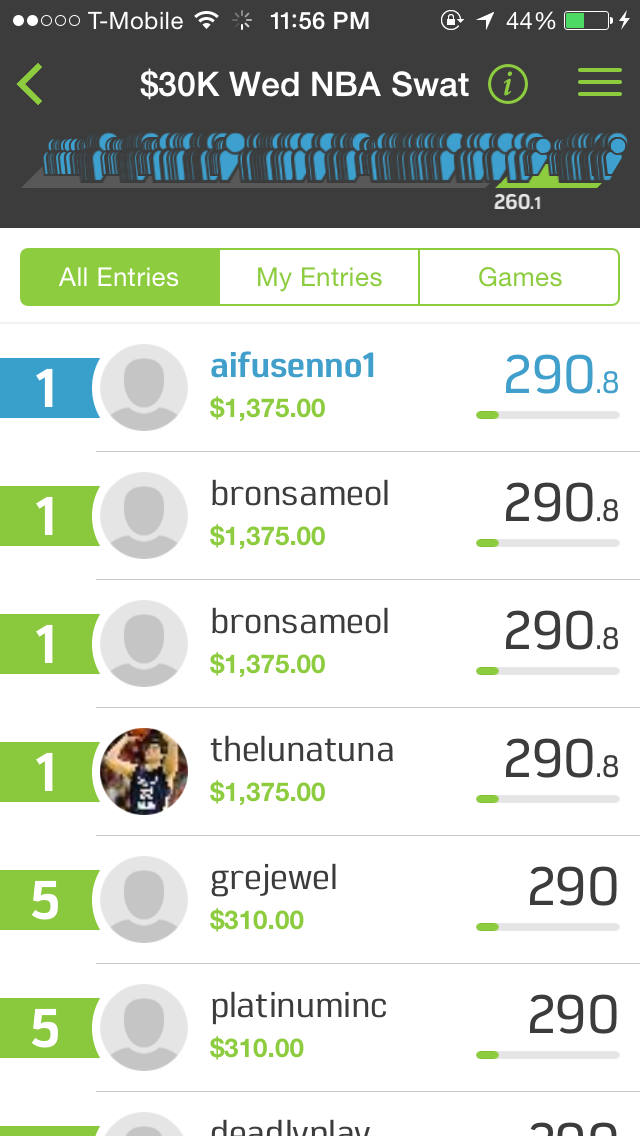 T-Mobile 11:56 PM 44%
$30K Wed NBA Swat i
260.1
All Entries My Entries Games
1 aifusenno1 290.8
$1,375.00
1 bronsameol 290.8
$1,375.00
1 bronsameol 290.8
$1,375.00
1 thelunatuna 290.8
$1,375.00
5 grejewel 290
$310.00
5 platinuminc 290
$310.00
deadlyplay 290